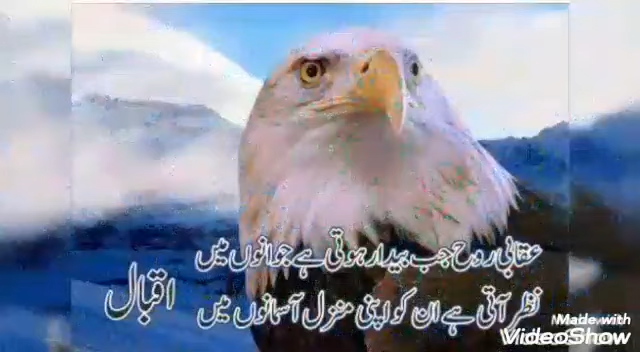 عقابی روح جب بیدار ہوتی ہے جوانوں میں
نظر آتی ہے ان کو اپنی منزل آسمانوں میں
اقبال
Made with
VideoShow